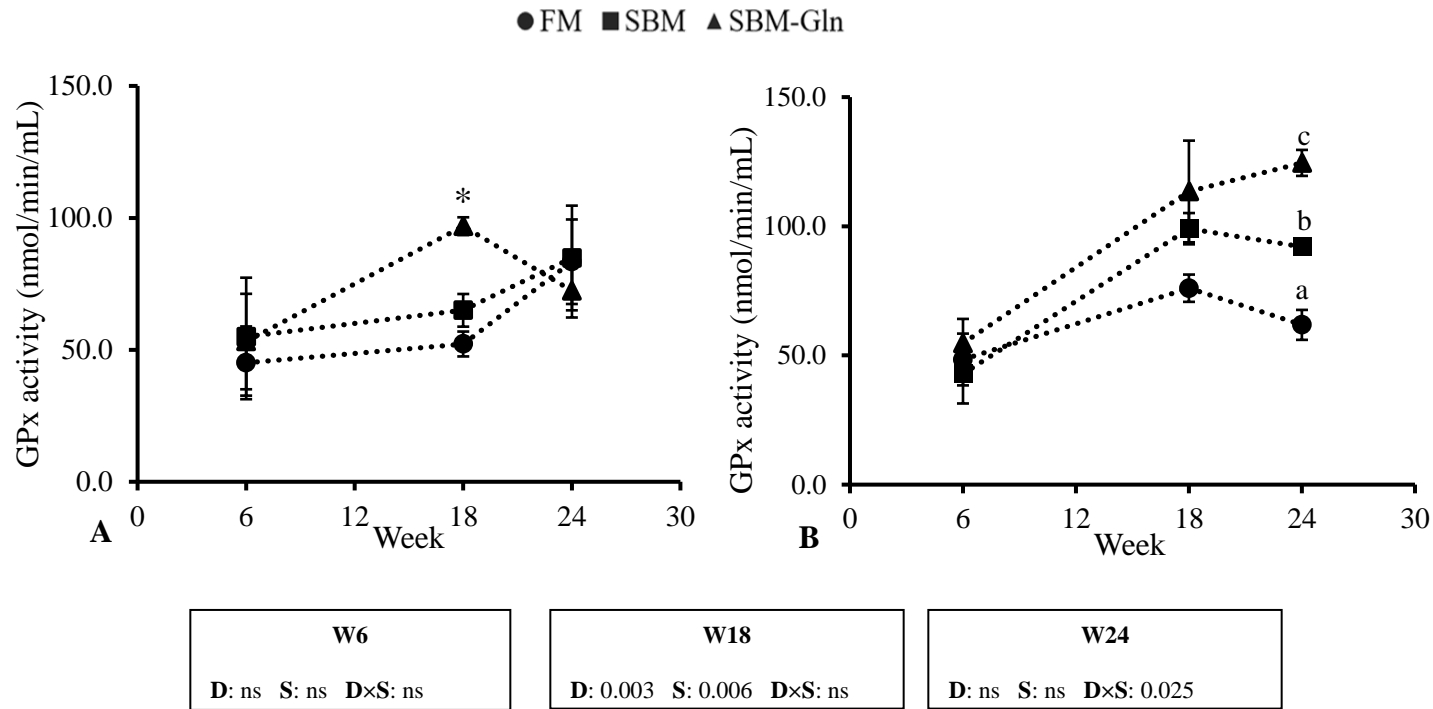 FM SBM SBM-Gln
GPx activity (nmol/min/mL)
150.0
100.0
50.0
0.0
*
0 6 12 18 24 30
A
Week
GPx activity (nmol/min/mL)
150.0
100.0
50.0
0.0
c
b
a
0 6 12 18 24 30
B
Week
W6
D: ns S: ns D×S: ns
W18
D: 0.003 S: 0.006 D×S: ns
W24
D: ns S: ns D×S: 0.025